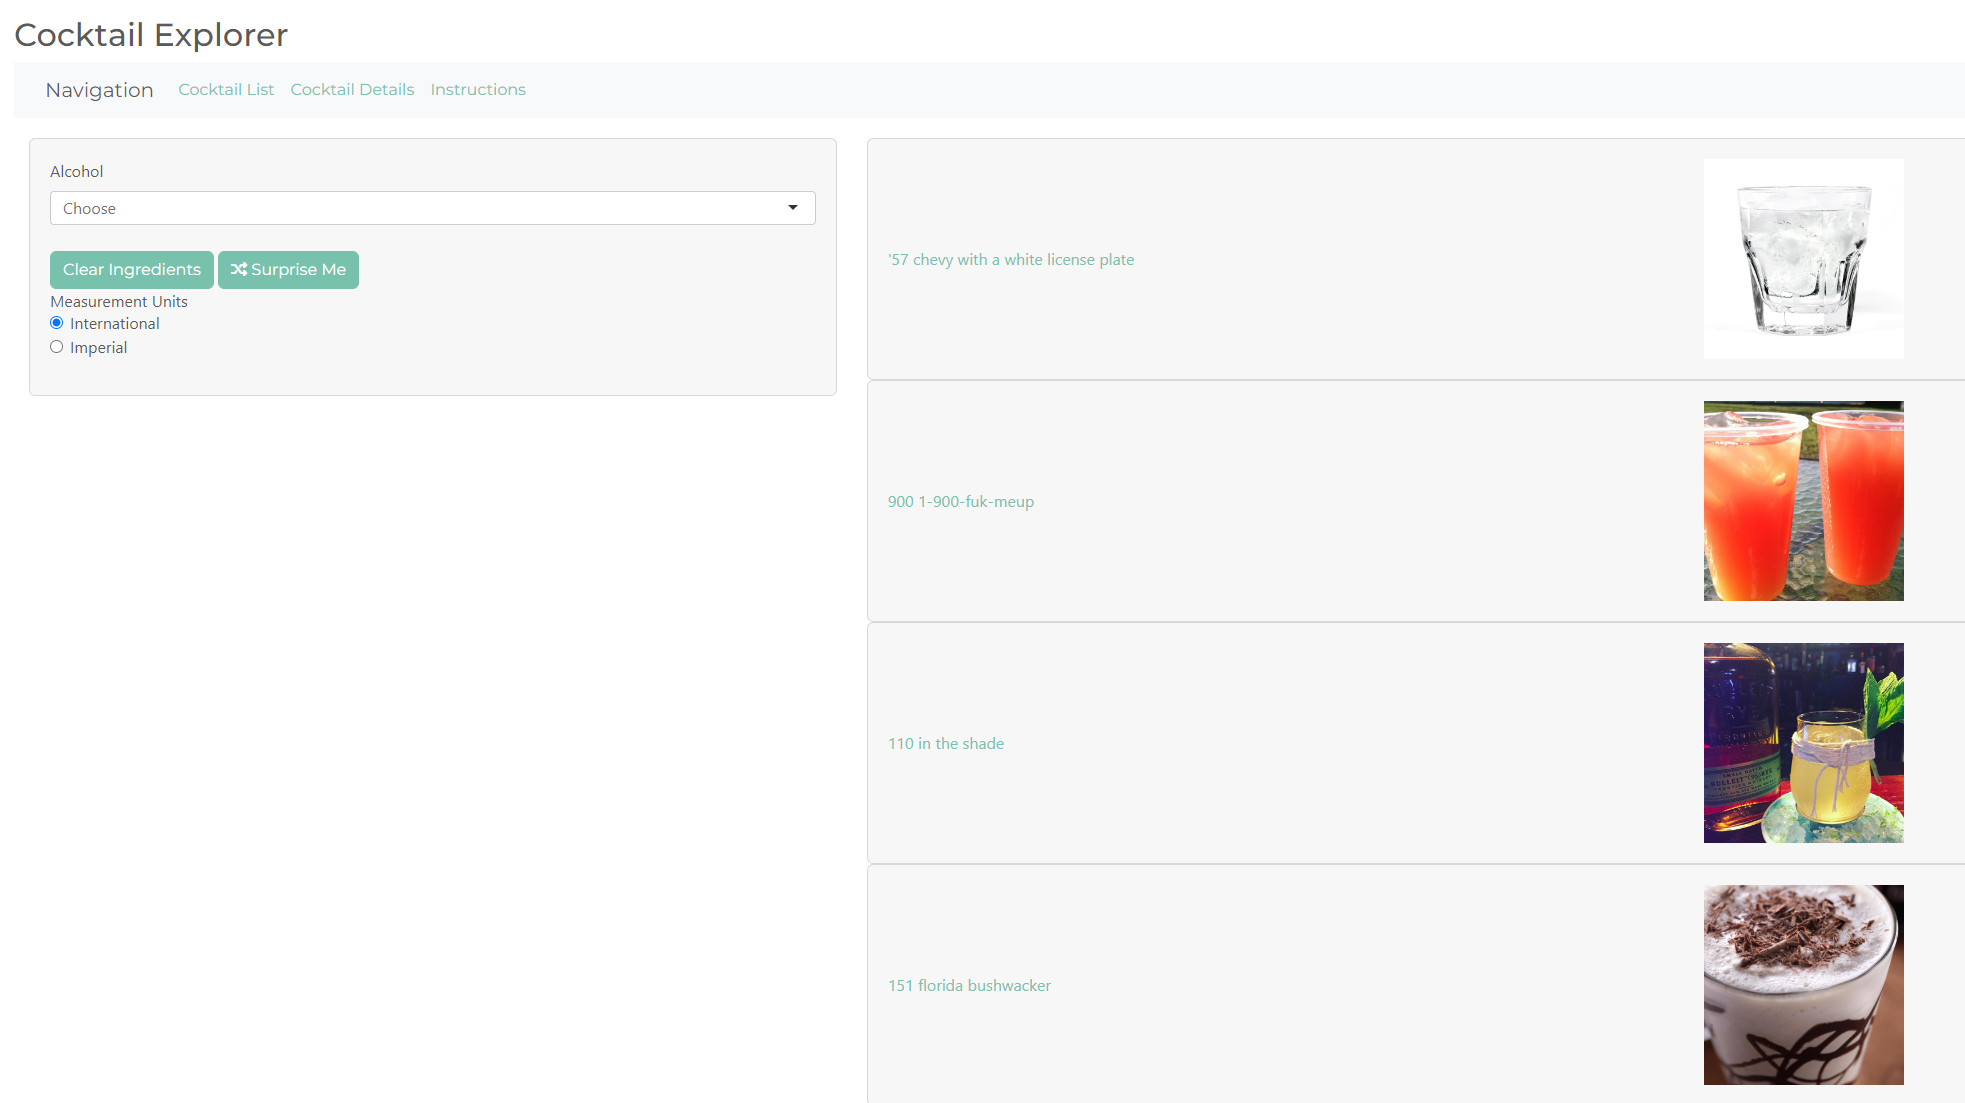 Cocktail Explorer
Navigation Cocktail List Cocktail Details Instructions
Alcohol
Choose
Clear Ingredients Surprise Me
Measurement Units
International
Imperial
'57 chevy with a white license plate
900 1-900-fuk-meup
110 in the shade
151 florida bushwacker